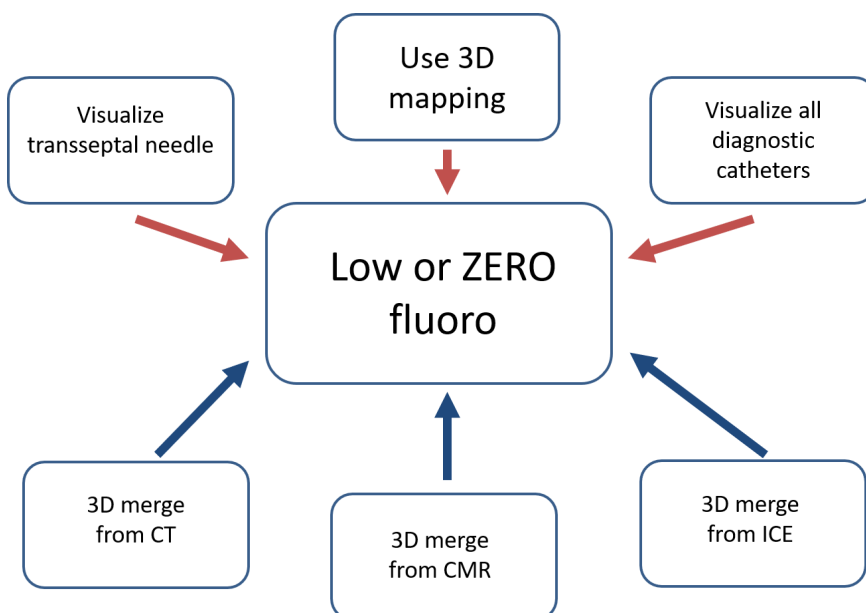 Use 3D
mapping
Visualize
transseptal needle
Visualize all
diagnostic
catheters
Low or ZERO
fluoro
3D merge
from CT
3D merge
from CMR
3D merge
from ICE